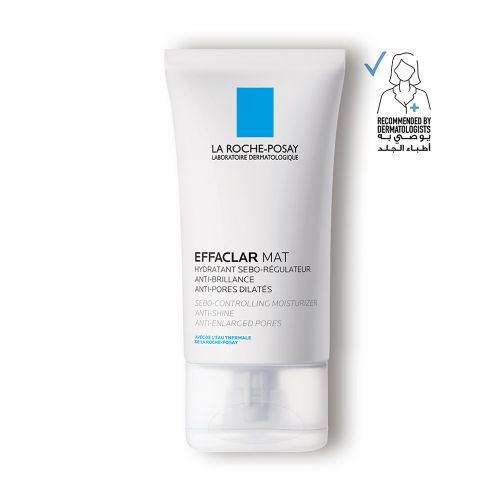 LA ROCHE-POSAY
LABORATOIRE DERMATOLOGIQUE
EFFACLAR MAT
HYDRATANT SEBO-RÉGULATEUR
ANTI-BRILLANCE
ANTI-PORES DILATÉS
SEBO-CONTROLLING MOISTURIZER
ANTI-SHINE
ANTI-ENLARGED PORES
AVEC DE L'EAU THERMALE
DE LA ROCHE-POSAY
RECOMMENDED BY
DERMATOLOGISTS
يوصي به
أطباء الجلد